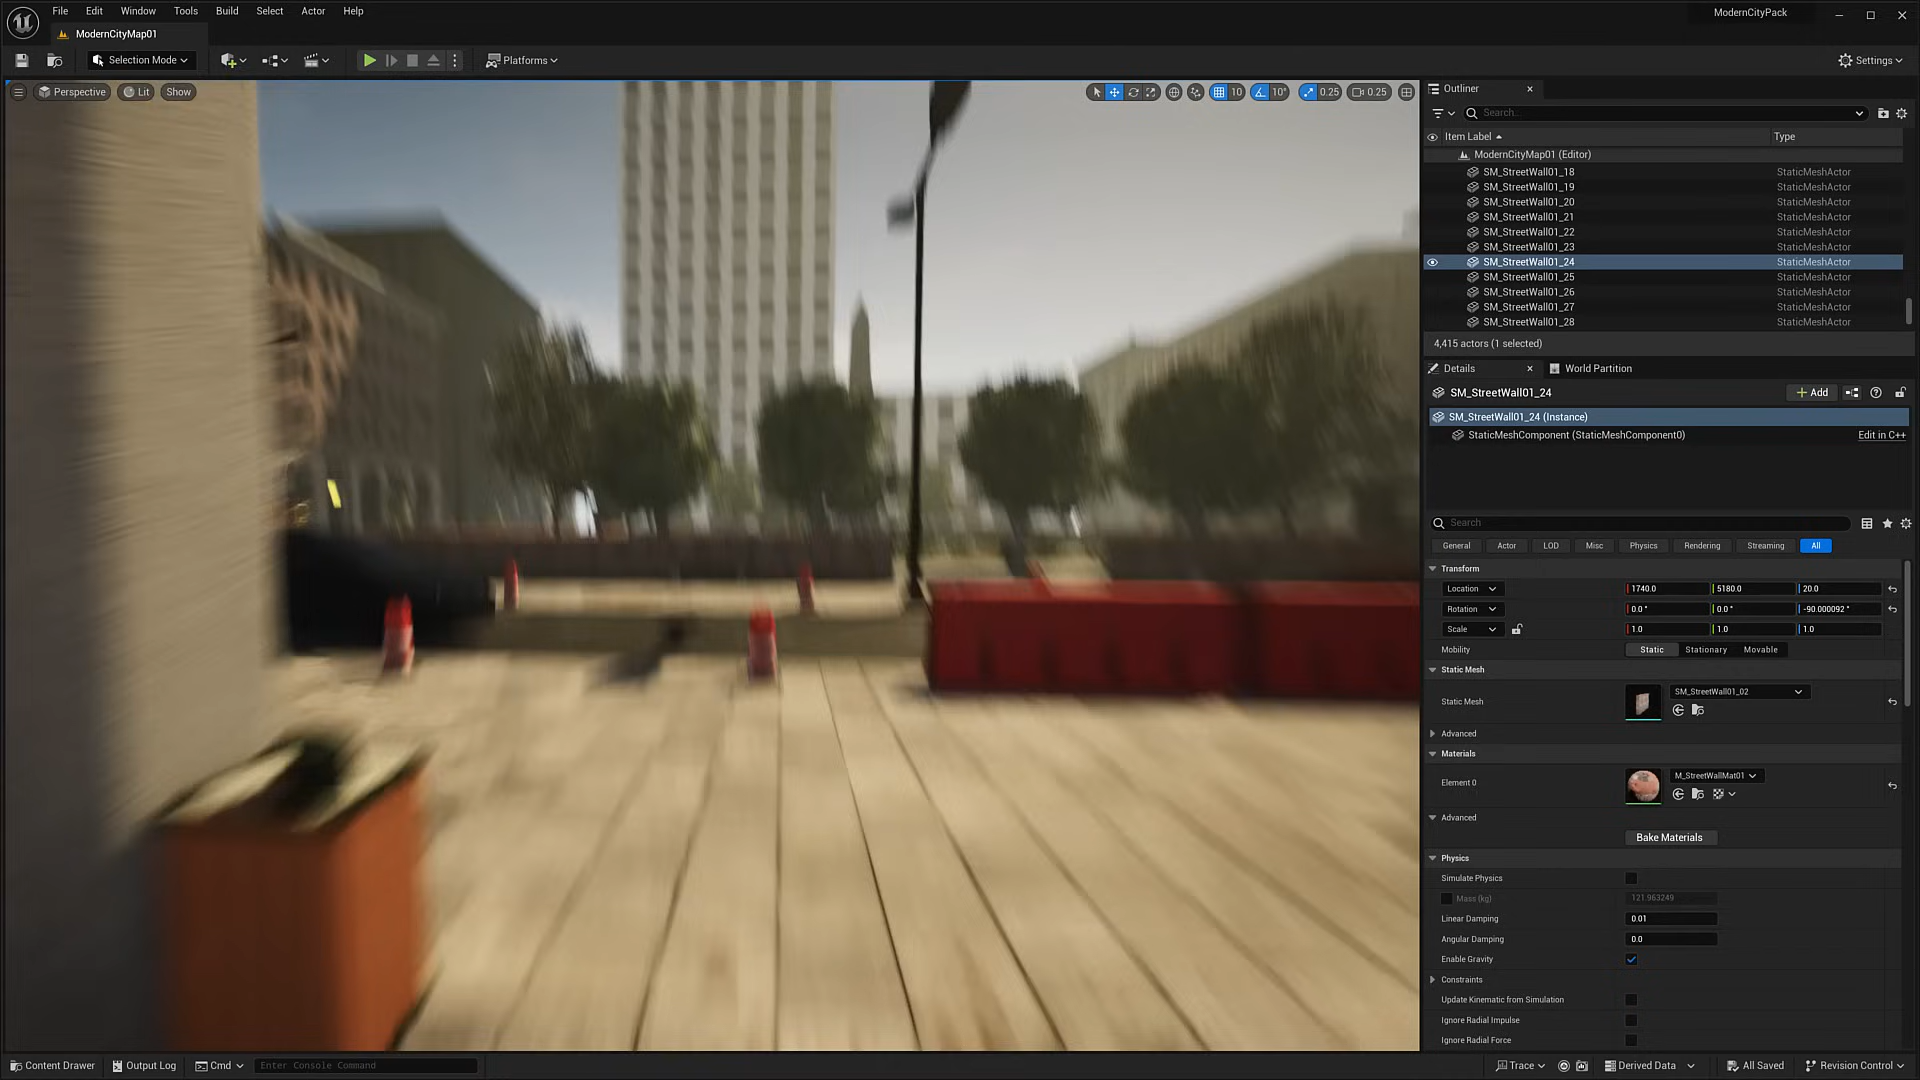 File Edit Window Tools Build Select Actor Help
ModernCityPack
ModernCityMap01
Selection Mode
Platforms
Settings
Perspective Lit Show
10 10° 0.25 0.25
Outliner
Search...
Item Label Type
ModernCityMap01 (Editor)
SM_StreetWall01_18 StaticMeshActor
SM_StreetWall01_19 StaticMeshActor
SM_StreetWall01_20 StaticMeshActor
SM_StreetWall01_21 StaticMeshActor
SM_StreetWall01_22 StaticMeshActor
SM_StreetWall01_23 StaticMeshActor
SM_StreetWall01_24 StaticMeshActor
SM_StreetWall01_25 StaticMeshActor
SM_StreetWall01_26 StaticMeshActor
SM_StreetWall01_27 StaticMeshActor
SM_StreetWall01_28 StaticMeshActor
4,415 actors (1 selected)
Details World Partition
SM_StreetWall01_24 + Add
SM_StreetWall01_24 (Instance)
StaticMeshComponent (StaticMeshComponent0) Edit in C++
Search
General Actor LOD Misc Physics Rendering Streaming All
Transform
Location 1740.0 5180.0 20.0
Rotation 0.0° 0.0° -90.000092°
Scale 1.0 1.0 1.0
Mobility Static Stationary Movable
Static Mesh
Static Mesh SM_StreetWall01_02
Advanced
Materials
Element 0 M_StreetWallMat01
Advanced
Bake Materials
Physics
Simulate Physics
Mass (kg) 121.963249
Linear Damping 0.01
Angular Damping 0.0
Enable Gravity
Constraints
Update Kinematic from Simulation
Ignore Radial Impulse
Ignore Radial Force
Content Drawer Output Log Cmd Enter Console Command Trace Derived Data All Saved Revision Control